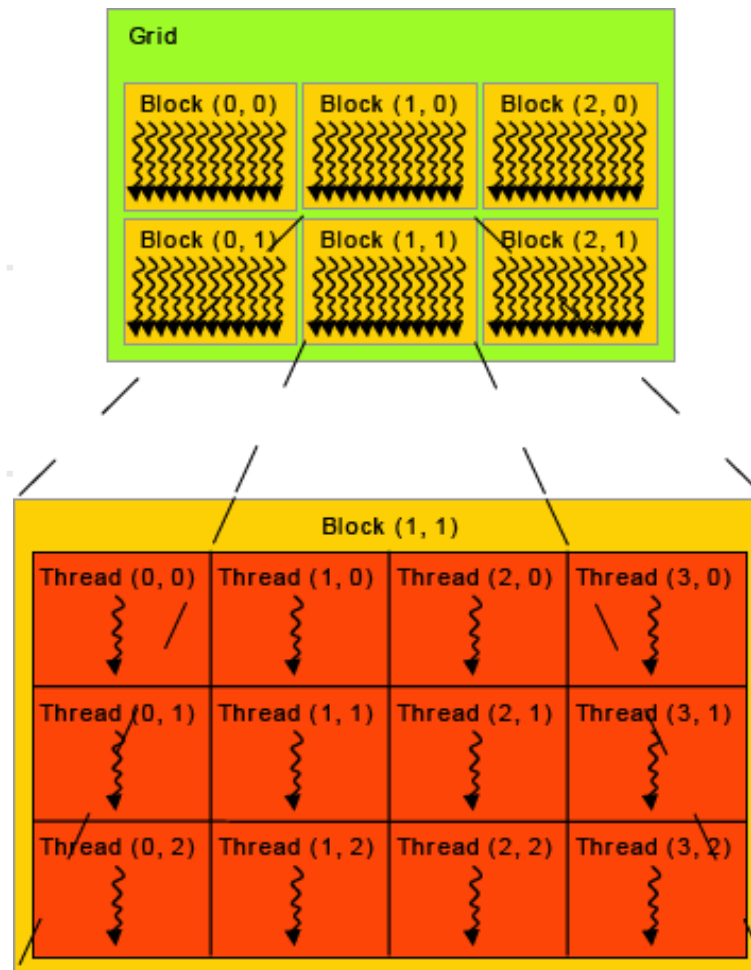 Grid
Block (0, 0) Block (1, 0) Block (2, 0)
Block (0, 1) Block (1, 1) Block (2, 1)
Block (1, 1)
Thread (0, 0) Thread (1, 0) Thread (2, 0) Thread (3, 0)
Thread (0, 1) Thread (1, 1) Thread (2, 1) Thread (3, 1)
Thread (0, 2) Thread (1, 2) Thread (2, 2) Thread (3, 2)